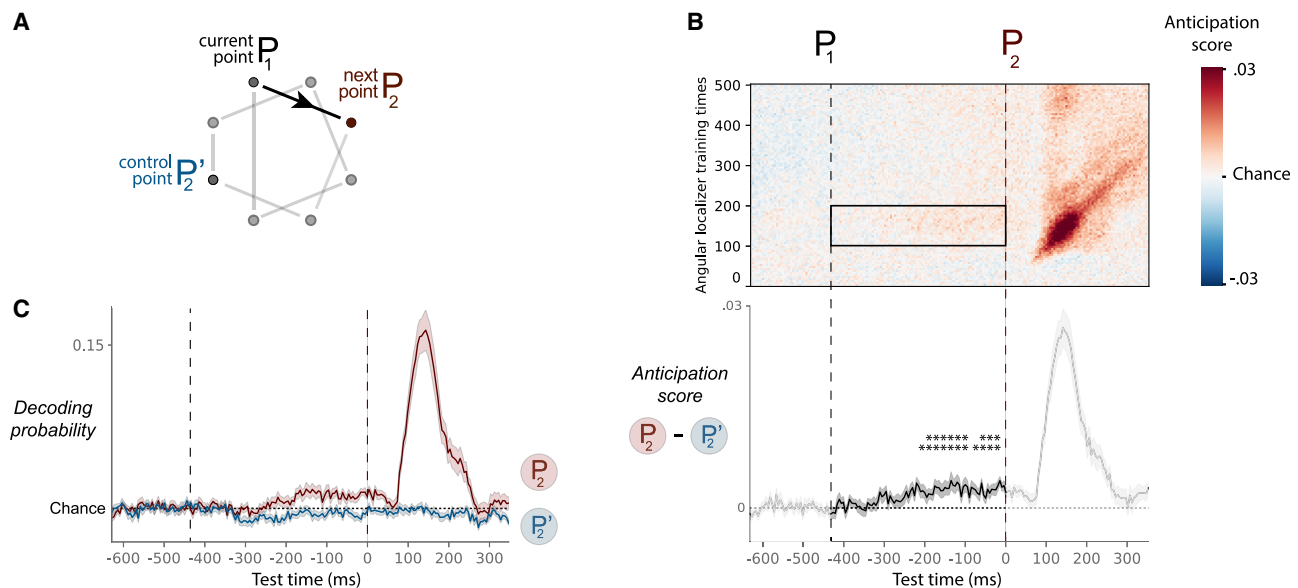 A
current
point P1
next
point P2
control
point P2'
B
P1
P2
Anticipation
score
.03
Chance
-.03
Angular localizer training times
500
400
300
200
100
0
C
Decoding
probability
0.15
Chance
P2
P2'
-600 -500 -400 -300 -200 -100 0 100 200 300
Test time (ms)
Anticipation
score
P2 - P2'
.03
0
****** ***
******* ****
-600 -500 -400 -300 -200 -100 0 100 200 300
Test time (ms)